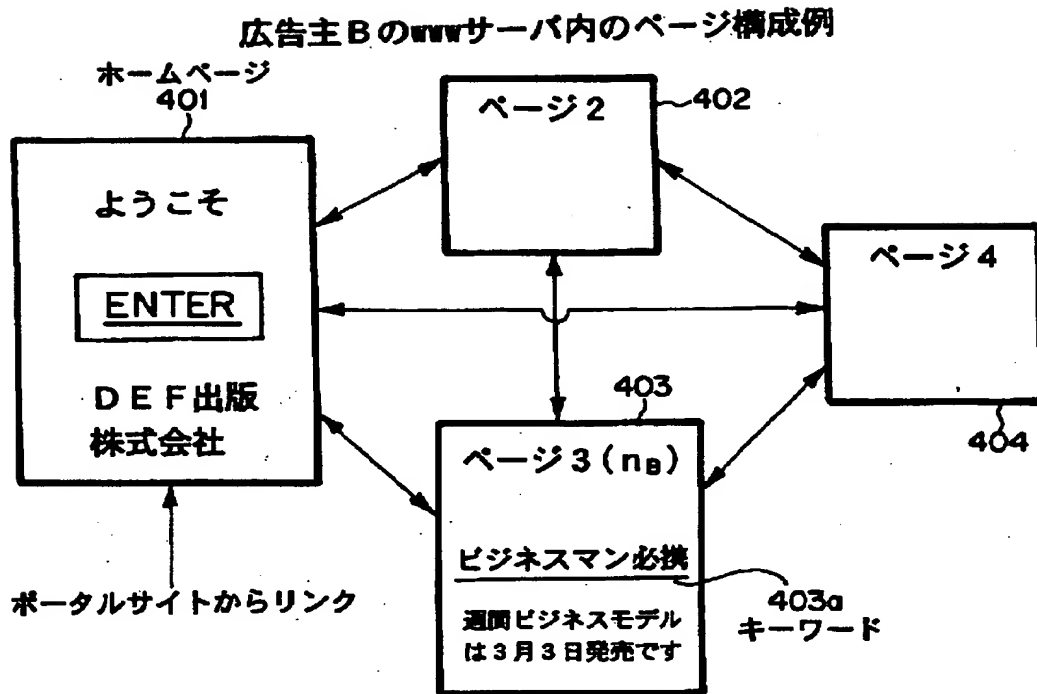 広告主Bのwwwサーバ内のページ構成例
ホームページ
401
ようこそ
ENTER
DEF出版
株式会社
ポータルサイトからリンク
ページ2
402
ページ4
404
403
ページ3(nB)
ビジネスマン必携
403a
キーワード
週間ビジネスモデル
は3月3日発売です